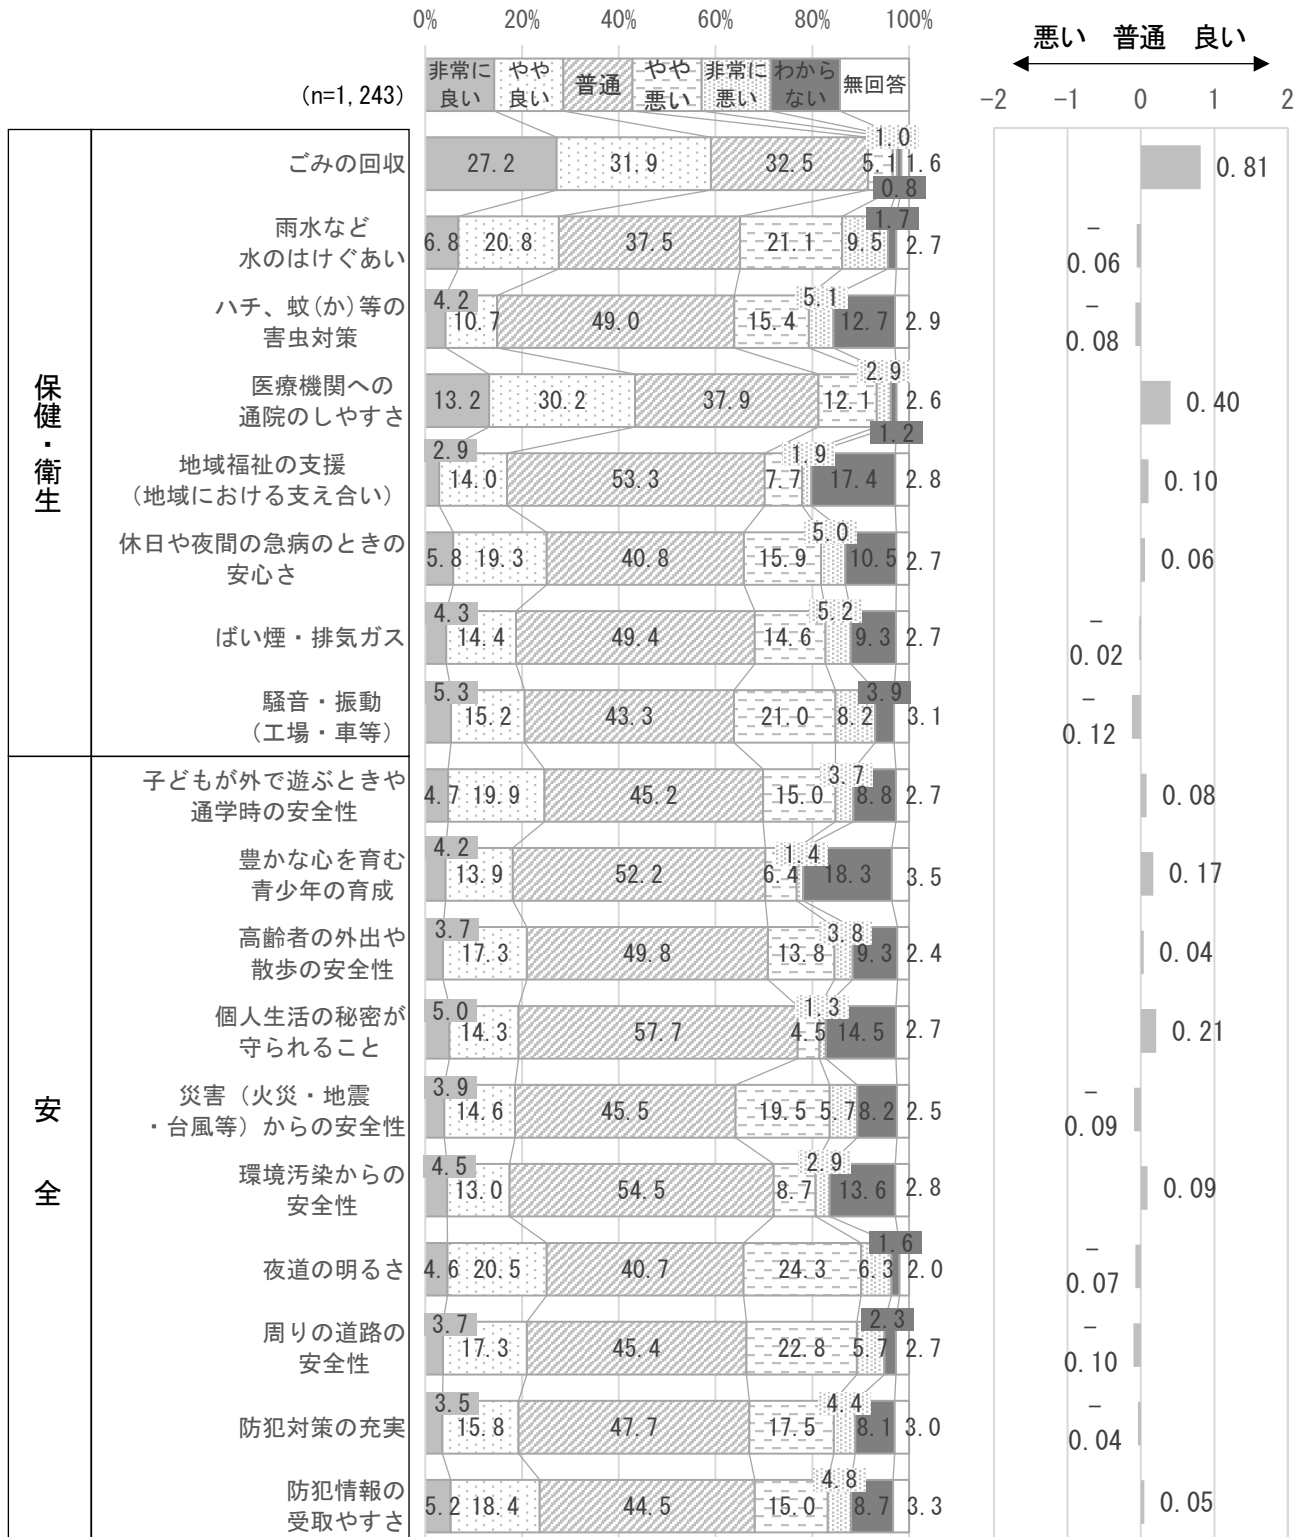 0% 20% 40% 60% 80% 100%
悪い 普通 良い
(n=1,243)
非常に良い やや良い 普通 やや悪い 非常に悪い わからない 無回答
-2 -1 0 1 2
保健・衛生
ごみの回収
27.2 31.9 32.5 5.1 1.0 0.8 1.6
0.81
雨水など
水のはけぐあい
6.8 20.8 37.5 21.1 9.5 1.7 2.7
-0.06
ハチ、蚊(か)等の
害虫対策
4.2 10.7 49.0 15.4 5.1 12.7 2.9
-0.08
医療機関への
通院のしやすさ
13.2 30.2 37.9 12.1 2.9 1.2 2.6
0.40
地域福祉の支援
(地域における支え合い)
2.9 14.0 53.3 7.7 1.9 17.4 2.8
0.10
休日や夜間の急病のときの
安心さ
5.8 19.3 40.8 15.9 5.0 10.5 2.7
0.06
ばい煙・排気ガス
4.3 14.4 49.4 14.6 5.2 9.3 2.7
-0.02
騒音・振動
(工場・車等)
5.3 15.2 43.3 21.0 8.2 3.9 3.1
-0.12
安全
子どもが外で遊ぶときや
通学時の安全性
4.7 19.9 45.2 15.0 3.7 8.8 2.7
0.08
豊かな心を育む
青少年の育成
4.2 13.9 52.2 6.4 1.4 18.3 3.5
0.17
高齢者の外出や
散歩の安全性
3.7 17.3 49.8 13.8 3.8 9.3 2.4
0.04
個人生活の秘密が
守られること
5.0 14.3 57.7 4.5 1.3 14.5 2.7
0.21
災害(火災・地震
・台風等)からの安全性
3.9 14.6 45.5 19.5 5.7 8.2 2.5
-0.09
環境汚染からの
安全性
4.5 13.0 54.5 8.7 2.9 13.6 2.8
0.09
夜道の明るさ
4.6 20.5 40.7 24.3 6.3 1.6 2.0
-0.07
周りの道路の
安全性
3.7 17.3 45.4 22.8 5.7 2.3 2.7
-0.10
防犯対策の充実
3.5 15.8 47.7 17.5 4.4 8.1 3.0
-0.04
防犯情報の
受取やすさ
5.2 18.4 44.5 15.0 4.8 8.7 3.3
0.05